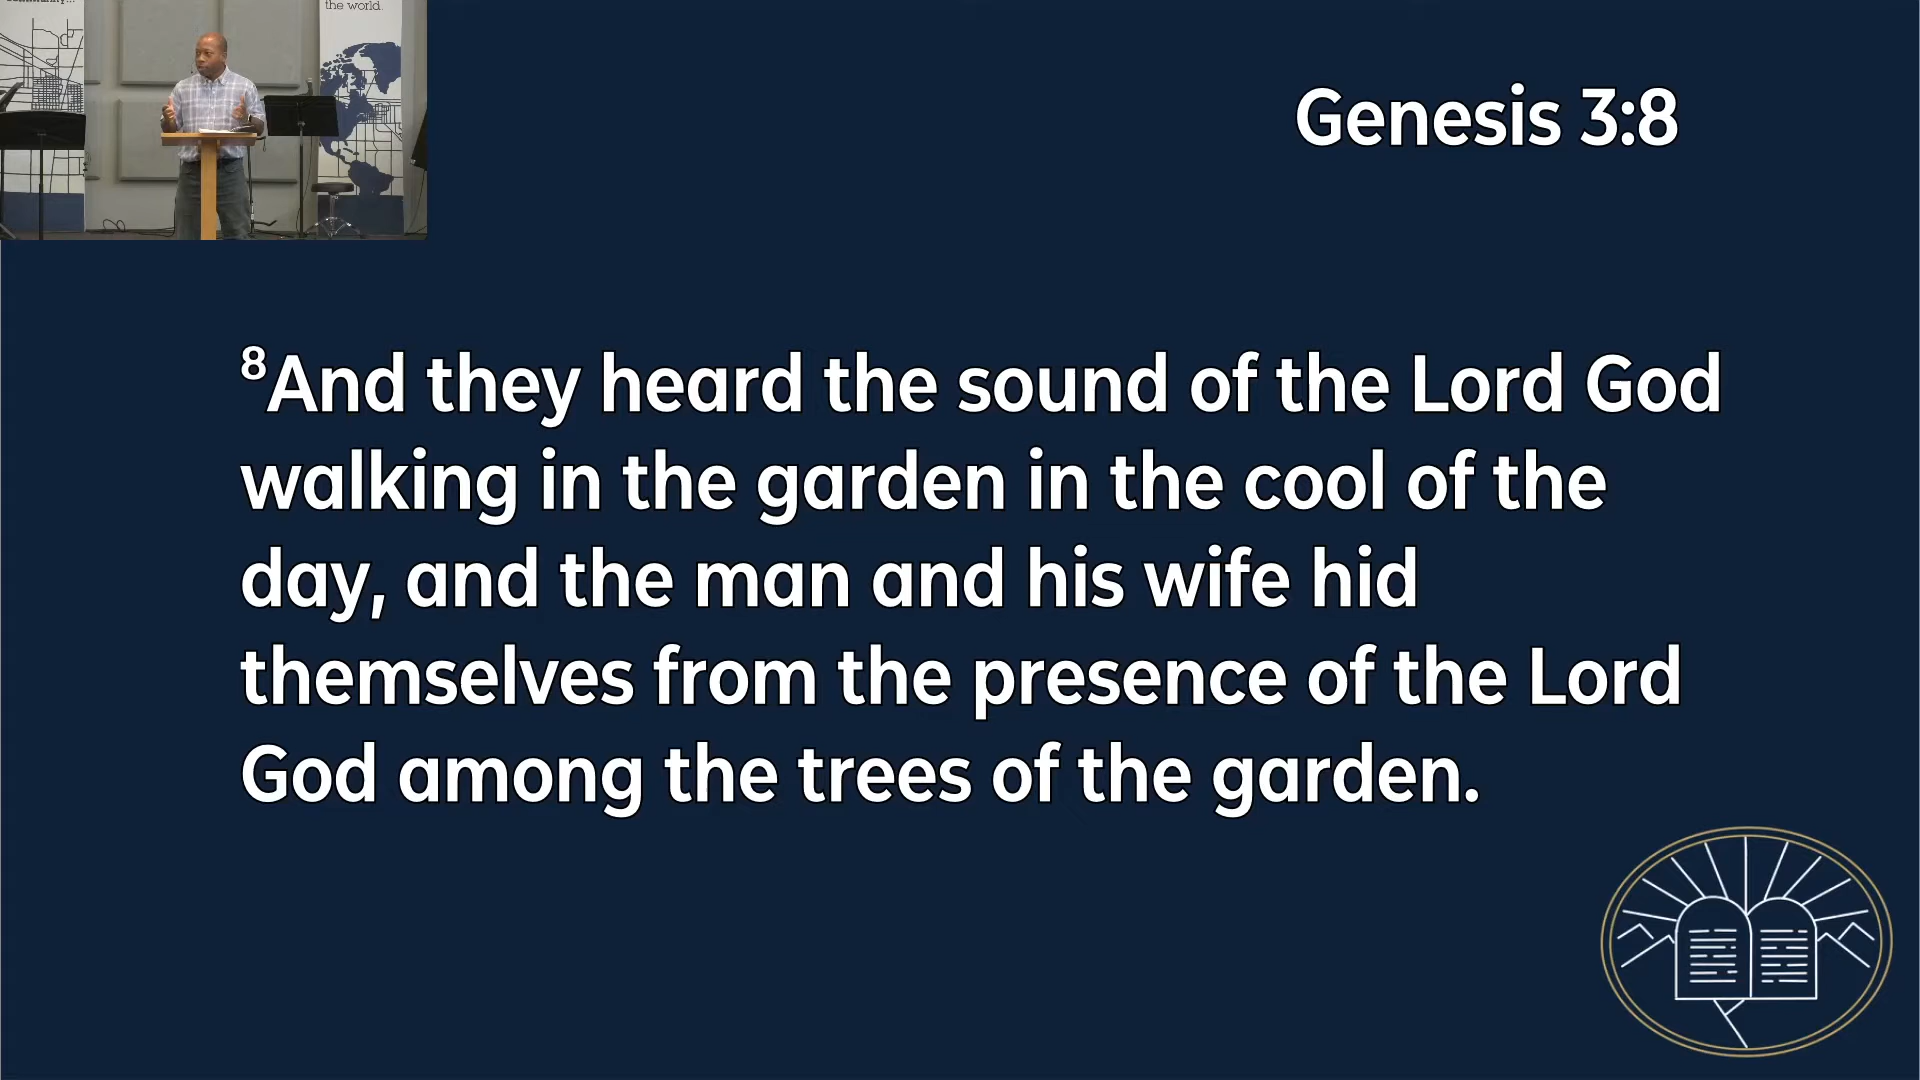 the world.
Genesis 3:8
8And they heard the sound of the Lord God
walking in the garden in the cool of the
day, and the man and his wife hid
themselves from the presence of the Lord
God among the trees of the garden.